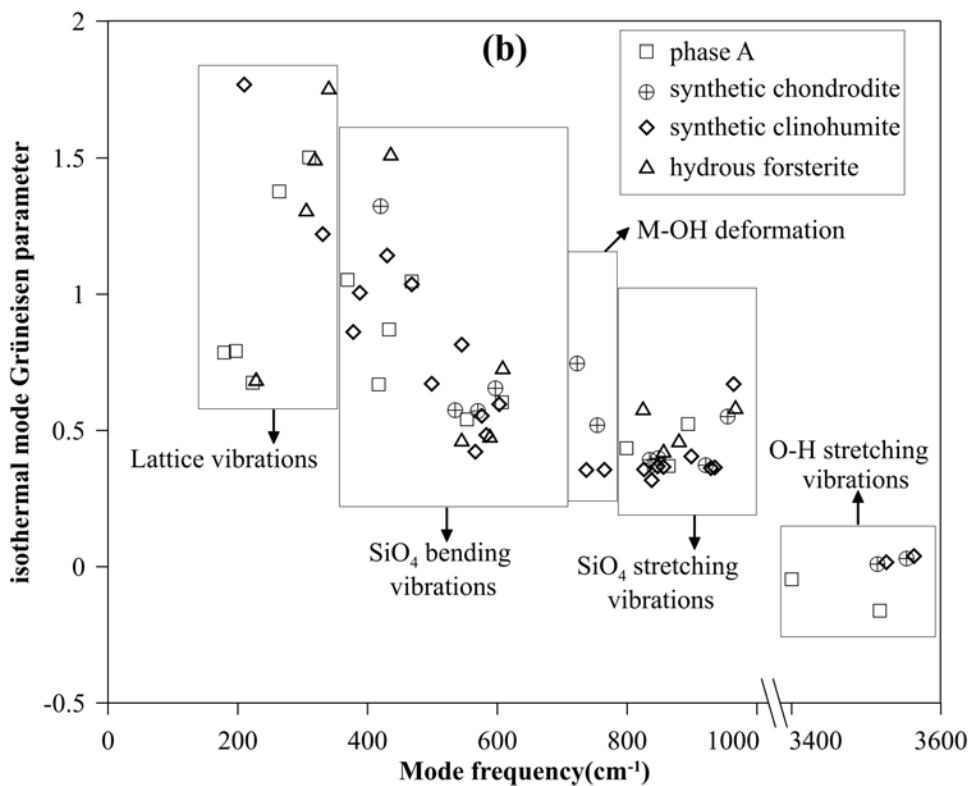 2
(b)
phase A
synthetic chondrodite
synthetic clinohumite
hydrous forsterite
1.5
M-OH deformation
1
isothermal mode Grüneisen parameter
0.5
Lattice vibrations
O-H stretching
vibrations
SiO₄ bending
vibrations
SiO₄ stretching
vibrations
0
-0.5
0
200
400
600
800
1000
3400
3600
Mode frequency(cm⁻¹)